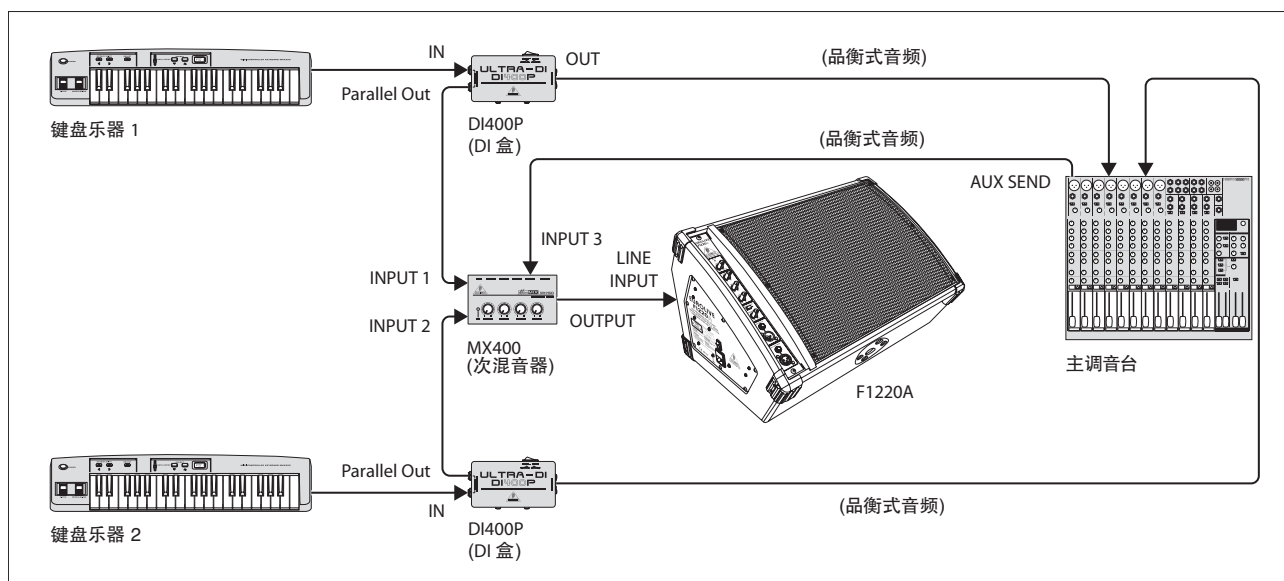 IN
OUT
(品衡式音频)
ULTRA-DI
DI400P
Parallel Out
键盘乐器 1
DI400P
(DI 盒)
(品衡式音频)
AUX SEND
INPUT 3
LINE
INPUT
INPUT 1
INPUT 2
OUTPUT
MX400
(次混音器)
F1220A
主调音台
Parallel Out
ULTRA-DI
DI400P
IN
(品衡式音频)
键盘乐器 2
DI400P
(DI 盒)